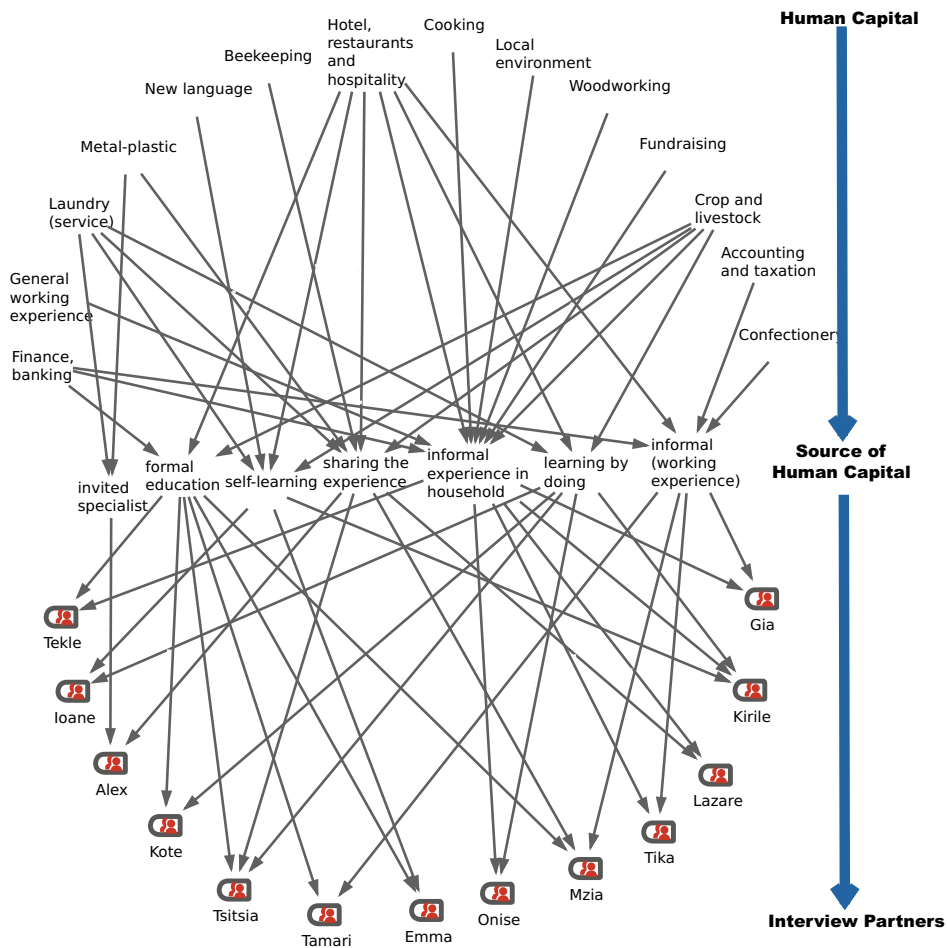 Human Capital
Hotel,
restaurants
and
hospitality
Cooking
Local
environment
Beekeeping
New language
Woodworking
Metal-plastic
Fundraising
Laundry
(service)
Crop and
livestock
Accounting
and taxation
General
working
experience
Confectionery
Finance,
banking
Source of
Human Capital
invited
specialist
formal
education
self-learning
sharing the
experience
informal
experience in
household
learning by
doing
informal
(working
experience)
Tekle
Gia
Ioane
Kirile
Alex
Lazare
Kote
Tika
Tsitsia
Mzia
Tamari
Emma
Onise
Interview Partners